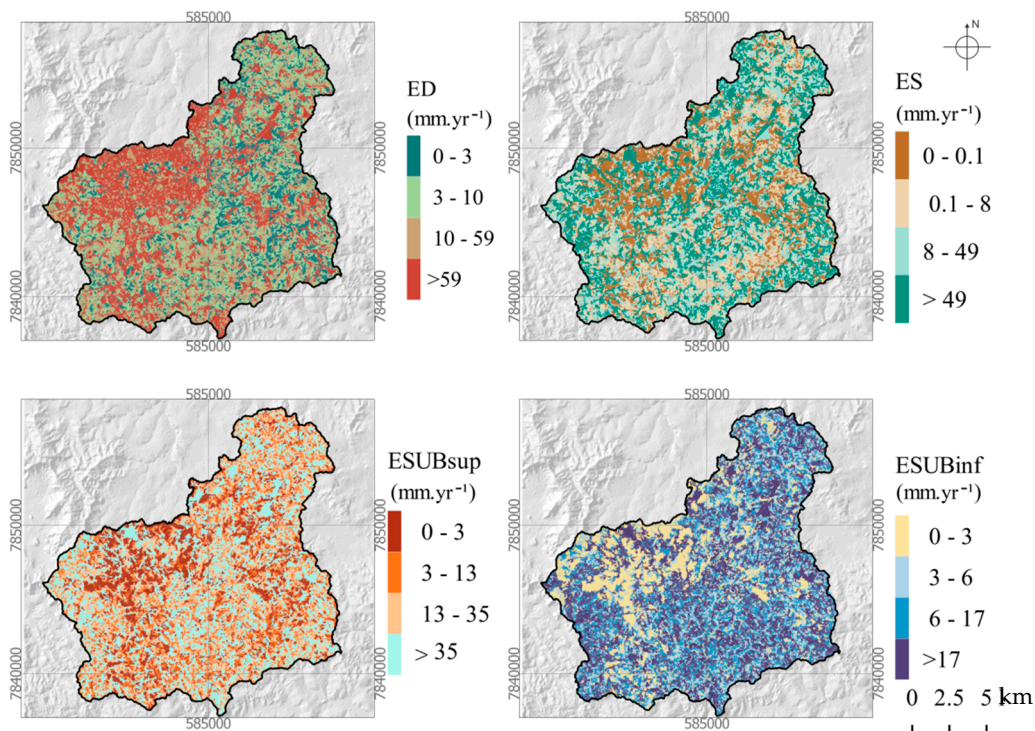 585000
7850000
7840000
585000
ED
(mm.yr⁻¹)
0 - 3
3 - 10
10 - 59
>59
585000
7850000
7840000
585000
ES
(mm.yr⁻¹)
0 - 0.1
0.1 - 8
8 - 49
> 49
N
585000
7850000
7840000
585000
ESUBsup
(mm.yr⁻¹)
0 - 3
3 - 13
13 - 35
> 35
585000
7850000
7840000
585000
ESUBinf
(mm.yr⁻¹)
0 - 3
3 - 6
6 - 17
>17
0 2.5 5 km